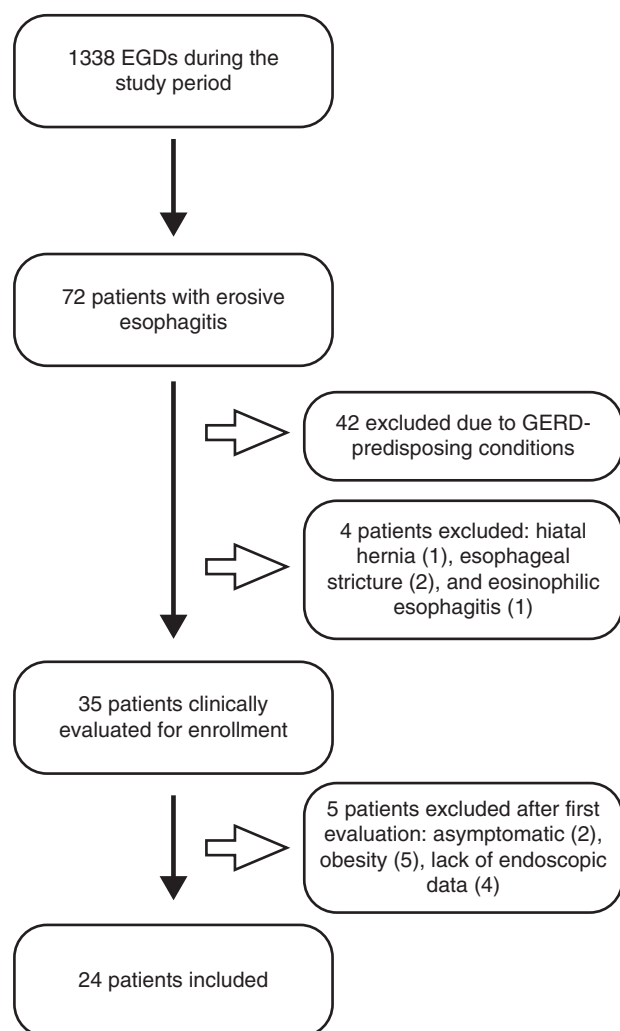 1338 EGDs during the
study period
72 patients with erosive
esophagitis
42 excluded due to GERD-
predisposing conditions
4 patients excluded: hiatal
hernia (1), esophageal
stricture (2), and eosinophilic
esophagitis (1)
35 patients clinically
evaluated for enrollment
5 patients excluded after first
evaluation: asymptomatic (2),
obesity (5), lack of endoscopic
data (4)
24 patients included